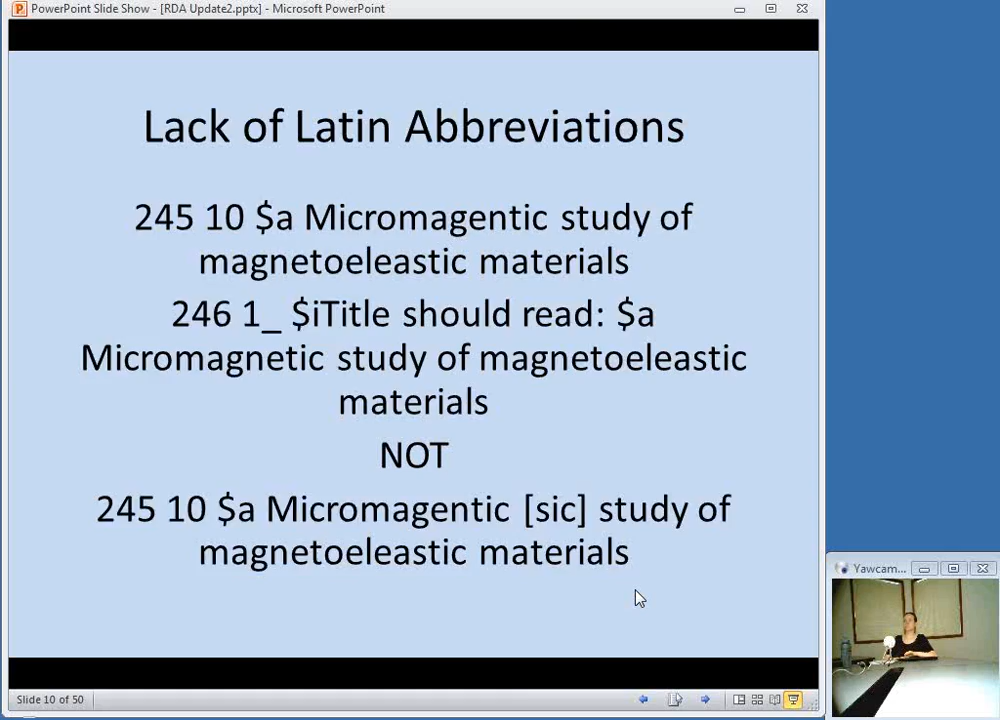 PowerPoint Slide Show - [RDA Update2.pptx] - Microsoft PowerPoint
Lack of Latin Abbreviations
245 10 $a Micromagentic study of
magnetoeleastic materials
246 1_ $iTitle should read: $a
Micromagnetic study of magnetoeleastic
materials
NOT
245 10 $a Micromagentic [sic] study of
magnetoeleastic materials
Yawcam...
Slide 10 of 50